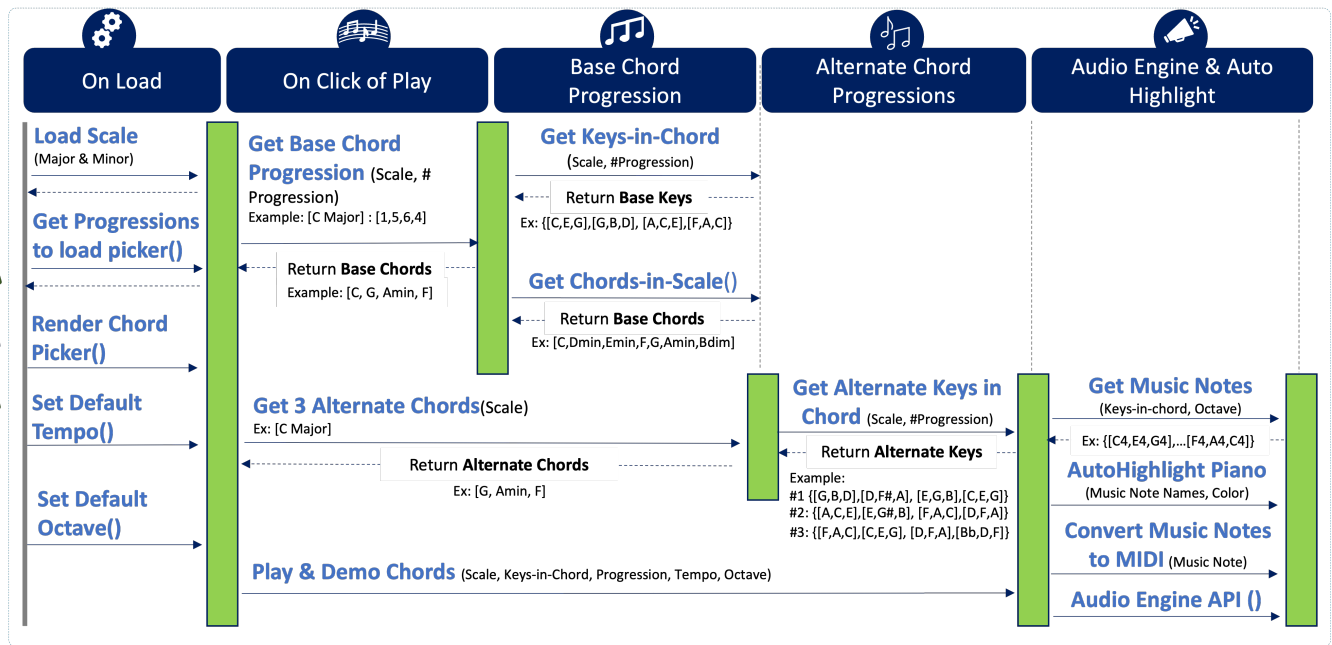 On Load
On Click of Play
Base Chord
Progression
Alternate Chord
Progressions
Audio Engine & Auto
Highlight
Load Scale
(Major & Minor)
Get Progressions
to load picker()
Render Chord
Picker()
Set Default
Tempo()
Set Default
Octave()
Get Base Chord
Progression (Scale, #
Progression)
Example: [C Major] : [1,5,6,4]
Return Base Chords
Example: [C, G, Amin, F]
Get 3 Alternate Chords(Scale)
Ex: [C Major]
Return Alternate Chords
Ex: [G, Amin, F]
Play & Demo Chords (Scale, Keys-in-Chord, Progression, Tempo, Octave)
Get Keys-in-Chord
(Scale, #Progression)
Return Base Keys
Ex: {[C,E,G],[G,B,D], [A,C,E],[F,A,C]}
Get Chords-in-Scale()
Return Base Chords
Ex: [C,Dmin,Emin,F,G,Amin,Bdim]
Get Alternate Keys in
Chord (Scale, #Progression)
Return Alternate Keys
Example:
#1 {[G,B,D],[D,F#,A], [E,G,B],[C,E,G]}
#2: {[A,C,E],[E,G#,B], [F,A,C],[D,F,A]}
#3: {[F,A,C],[C,E,G], [D,F,A],[Bb,D,F]}
Get Music Notes
(Keys-in-chord, Octave)
Ex: {[C4,E4,G4],...[F4,A4,C4]}
AutoHighlight Piano
(Music Note Names, Color)
Convert Music Notes
to MIDI (Music Note)
Audio Engine API ()